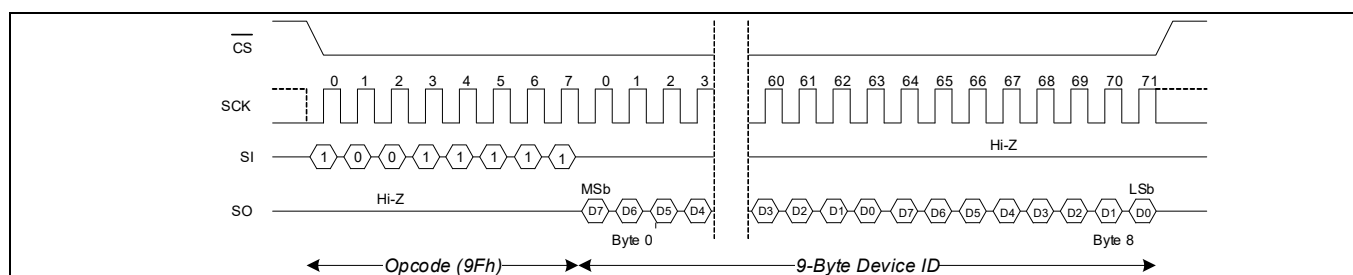 CS
0 1 2 3 4 5 6 7 0 1 2 3 60 61 62 63 64 65 66 67 68 69 70 71
SCK
Hi-Z
SI 1 0 0 1 1 1 1 1
Hi-Z MSb LSb
SO D7 D6 D5 D4 D3 D2 D1 D0 D7 D6 D5 D4 D3 D2 D1 D0
Byte 0 Byte 8
Opcode (9Fh) 9-Byte Device ID